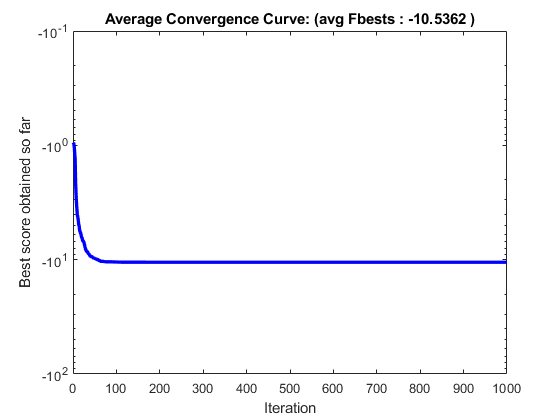 Average Convergence Curve: (avg Fbests : -10.5362 )
Best score obtained so far
-10^-1
-10^0
-10^1
-10^2
0 100 200 300 400 500 600 700 800 900 1000
Iteration